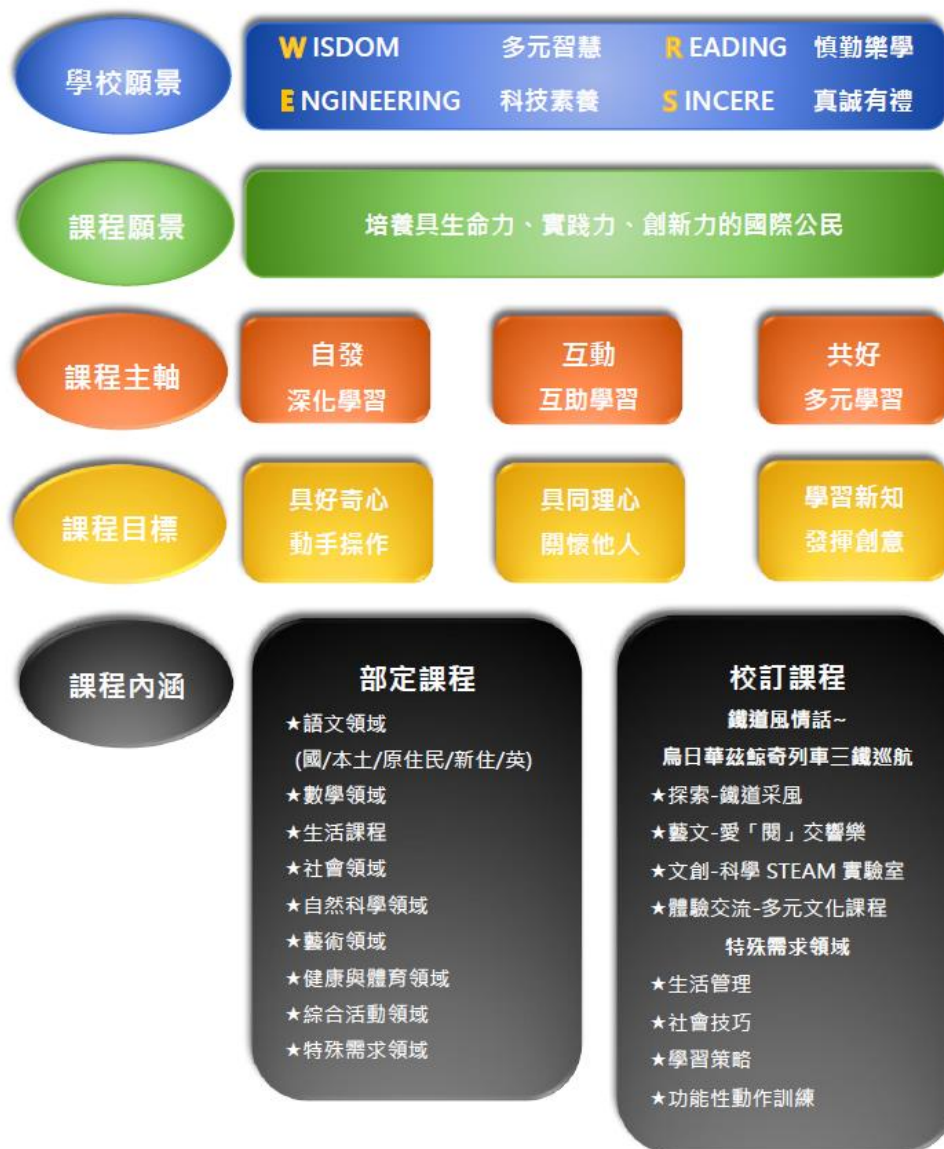 學校願景
WISDOM 多元智慧 READING 慎勤樂學
ENGINEERING 科技素養 SINCERE 真誠有禮
課程願景
培養具生命力、實踐力、創新力的國際公民
課程主軸
自發
深化學習
互動
互助學習
共好
多元學習
課程目標
具好奇心
動手操作
具同理心
關懷他人
學習新知
發揮創意
課程內涵
部定課程
★語文領域
(國/本土/原住民/新住/英)
★數學領域
★生活課程
★社會領域
★自然科學領域
★藝術領域
★健康與體育領域
★綜合活動領域
★特殊需求領域
校訂課程
鐵道風情話~
烏日華茲鯨奇列車三鐵巡航
★探索-鐵道采風
★藝文-愛「閱」交響樂
★文創-科學 STEAM 實驗室
★體驗交流-多元文化課程
特殊需求領域
★生活管理
★社會技巧
★學習策略
★功能性動作訓練